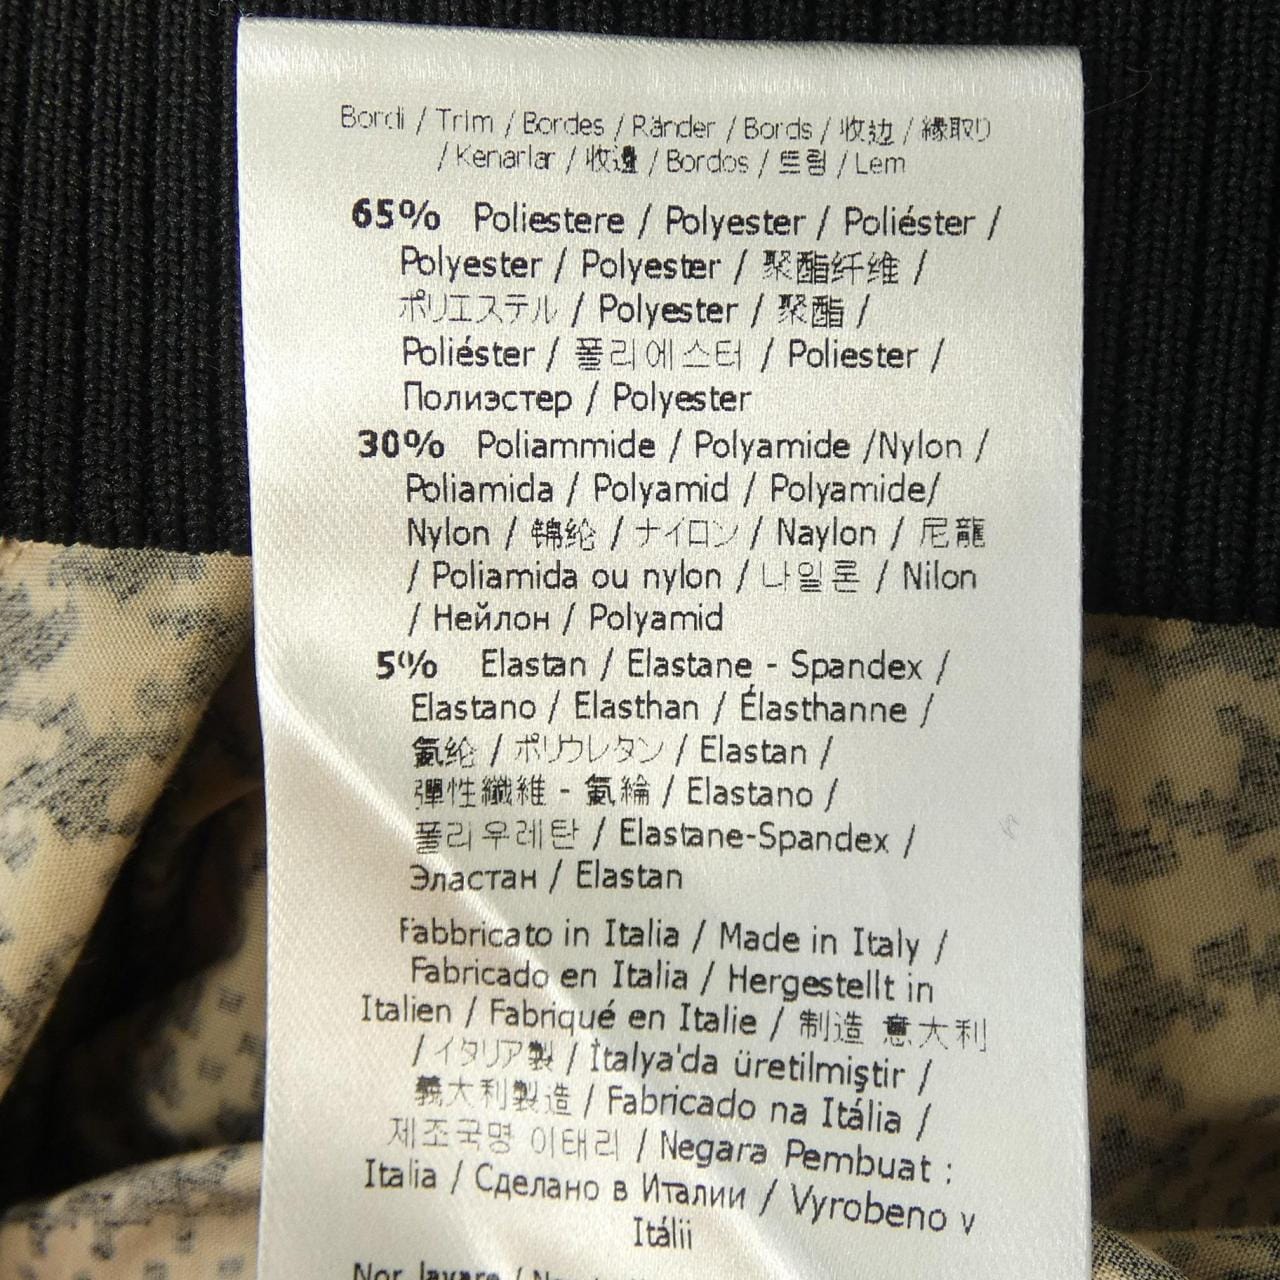 Bordi / Trim / Bordes / Ränder / Bords / 收边 / 縁取り
/ Kenarlar / 收邊 / Bordos / 트림 / Lem
65% Poliestere / Polyester / Poliéster /
Polyester / Polyester / 聚酯纤维 /
ポリエステル / Polyester / 聚酯 /
Poliéster / 폴리에스터 / Poliester /
Полиэстер / Polyester
30% Poliammide / Polyamide /Nylon /
Poliamida / Polyamid / Polyamide/
Nylon / 锦纶 / ナイロン / Naylon / 尼龍
/ Poliamida ou nylon / 나일론 / Nilon
/ Нейлон / Polyamid
5% Elastan / Elastane - Spandex /
Elastano / Elasthan / Élasthanne /
氨纶 / ポリウレタン / Elastan /
彈性纖維 - 氨綸 / Elastano /
폴리우레탄 / Elastane-Spandex /
Эластан / Elastan
Fabbricato in Italia / Made in Italy /
Fabricado en Italia / Hergestellt in
Italien / Fabriqué en Italie / 制造 意大利
/ イタリア製 / İtalya'da üretilmiştir /
義大利製造 / Fabricado na Itália /
제조국명 이태리 / Negara Pembuat :
Italia / Сделано в Италии / Vyrobeno v
Itálii